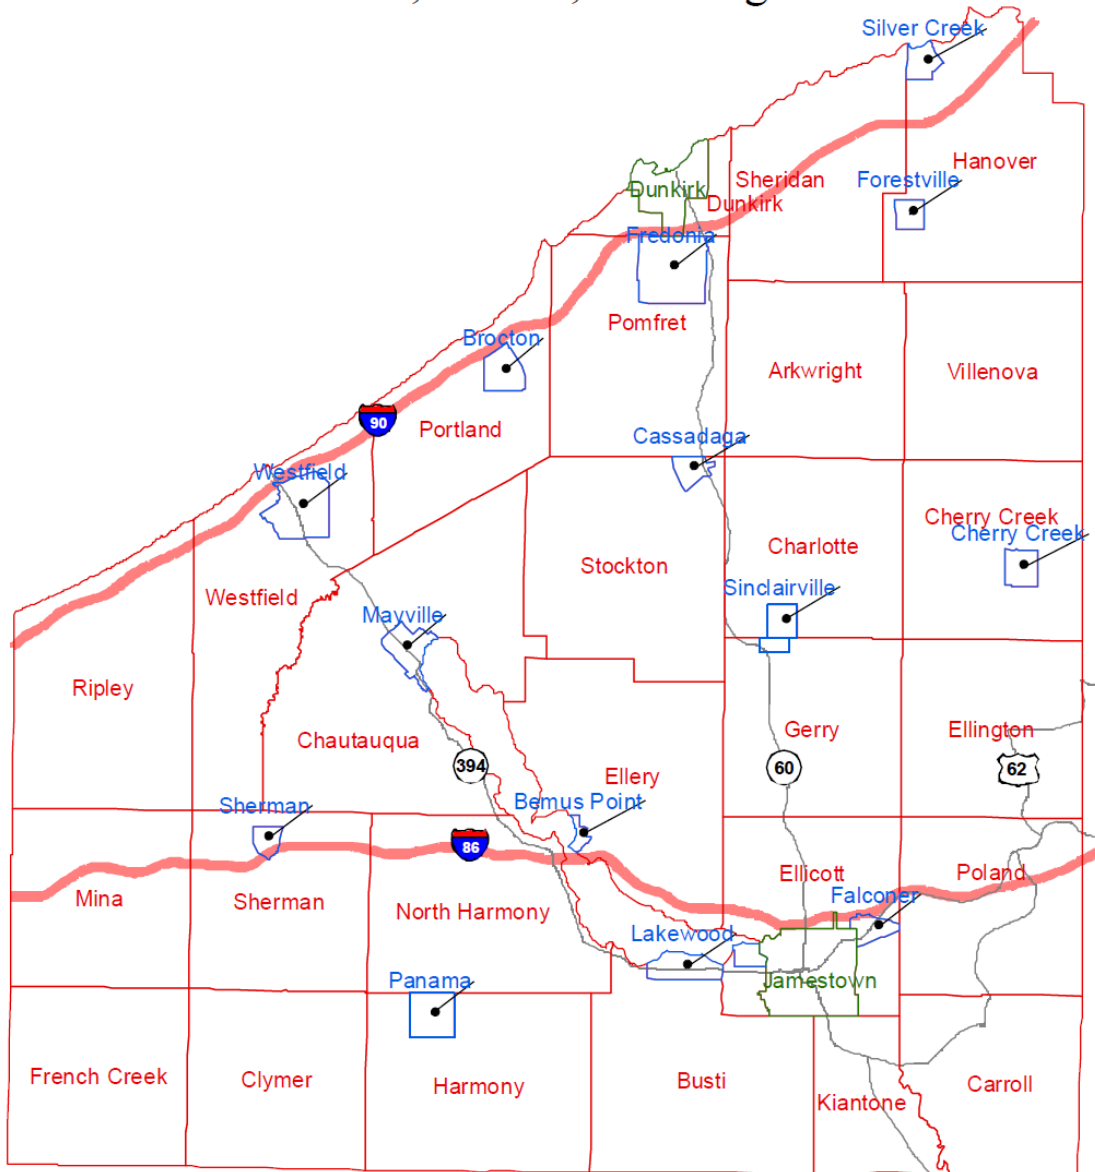 Silver Creek
Hanover
Sheridan
Forestville
Dunkirk
Dunkirk
Fredonia
Pomfret
Brocton
Arkwright
Villenova
90
Portland
Cassadaga
Westfield
Cherry Creek
Cherry Creek
Charlotte
Stockton
Sinclairville
Westfield
Mayville
Ripley
Chautauqua
Gerry
Ellington
394
60
62
Ellery
Sherman
Bemus Point
86
Ellicott
Poland
Mina
Sherman
Falconer
North Harmony
Lakewood
Panama
Jamestown
French Creek
Clymer
Harmony
Busti
Carroll
Kiantone